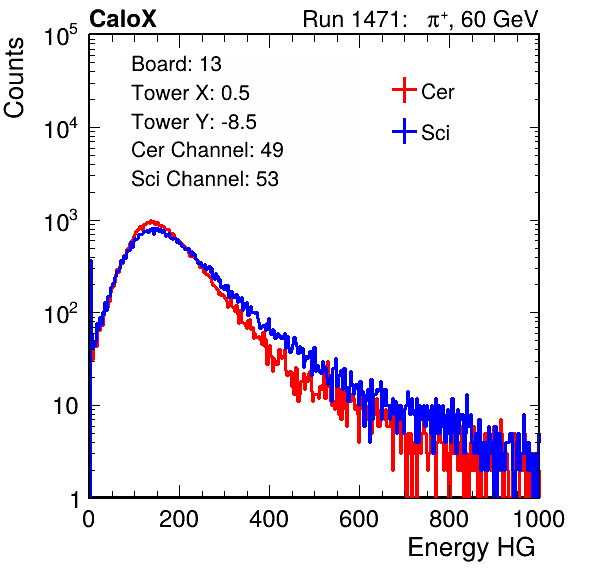 CaloX Run 1471: π⁺, 60 GeV
Counts
Board: 13
Tower X: 0.5
Tower Y: -8.5
Cer Channel: 49
Sci Channel: 53
Cer
Sci
10⁵
10⁴
10³
10²
10
1
0 200 400 600 800 1000
Energy HG